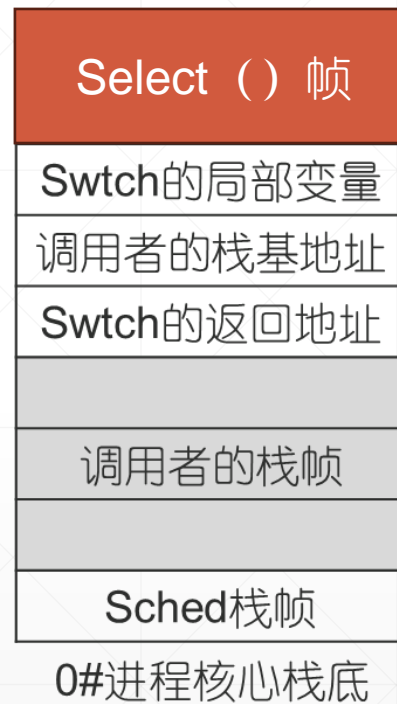 Select （）帧
Swtch的局部变量
调用者的栈基地址
Swtch的返回地址
调用者的栈帧
Sched栈帧
0#进程核心栈底